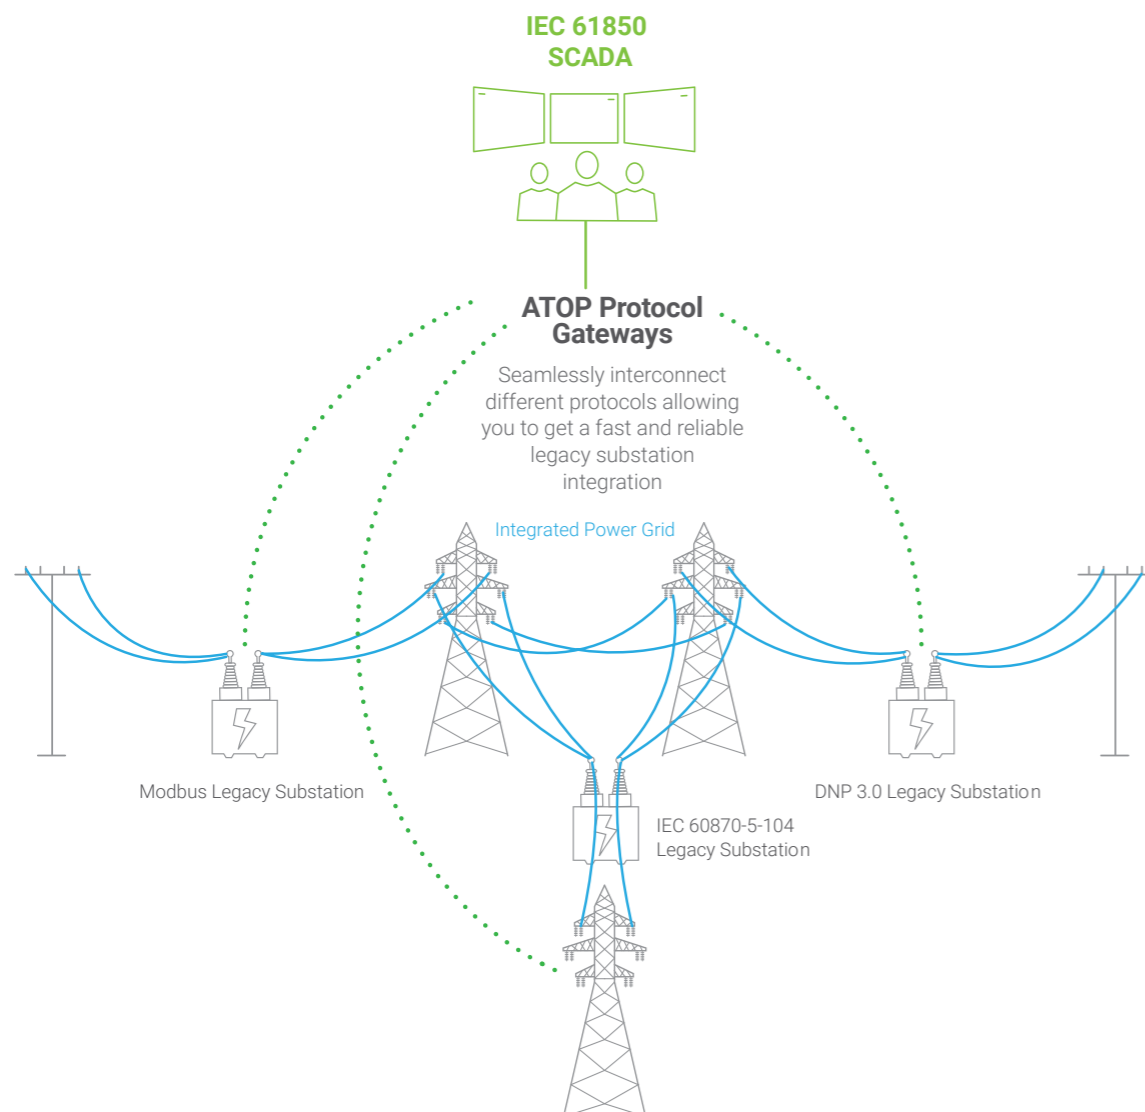 IEC 61850
SCADA
ATOP Protocol
Gateways
Seamlessly interconnect
different protocols allowing
you to get a fast and reliable
legacy substation
integration
Integrated Power Grid
Modbus Legacy Substation
DNP 3.0 Legacy Substation
IEC 60870-5-104
Legacy Substation